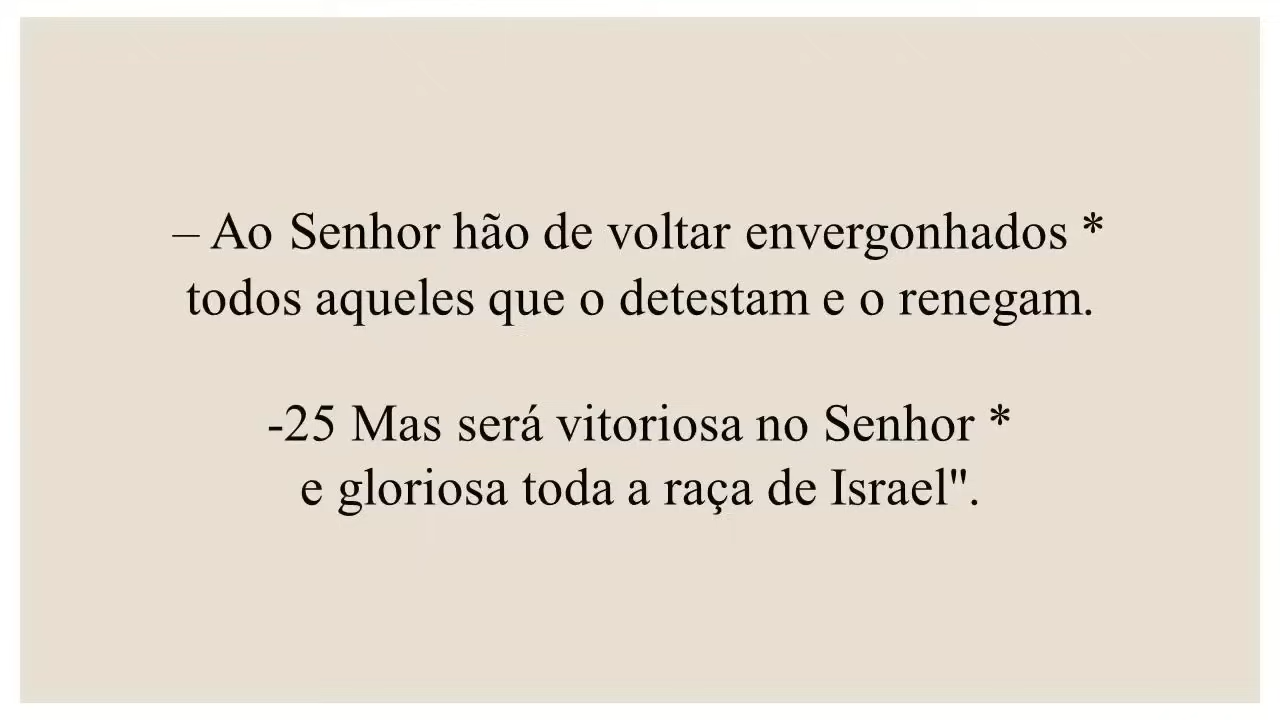 – Ao Senhor hão de voltar envergonhados *
todos aqueles que o detestam e o renegam.
-25 Mas será vitoriosa no Senhor *
e gloriosa toda a raça de Israel".